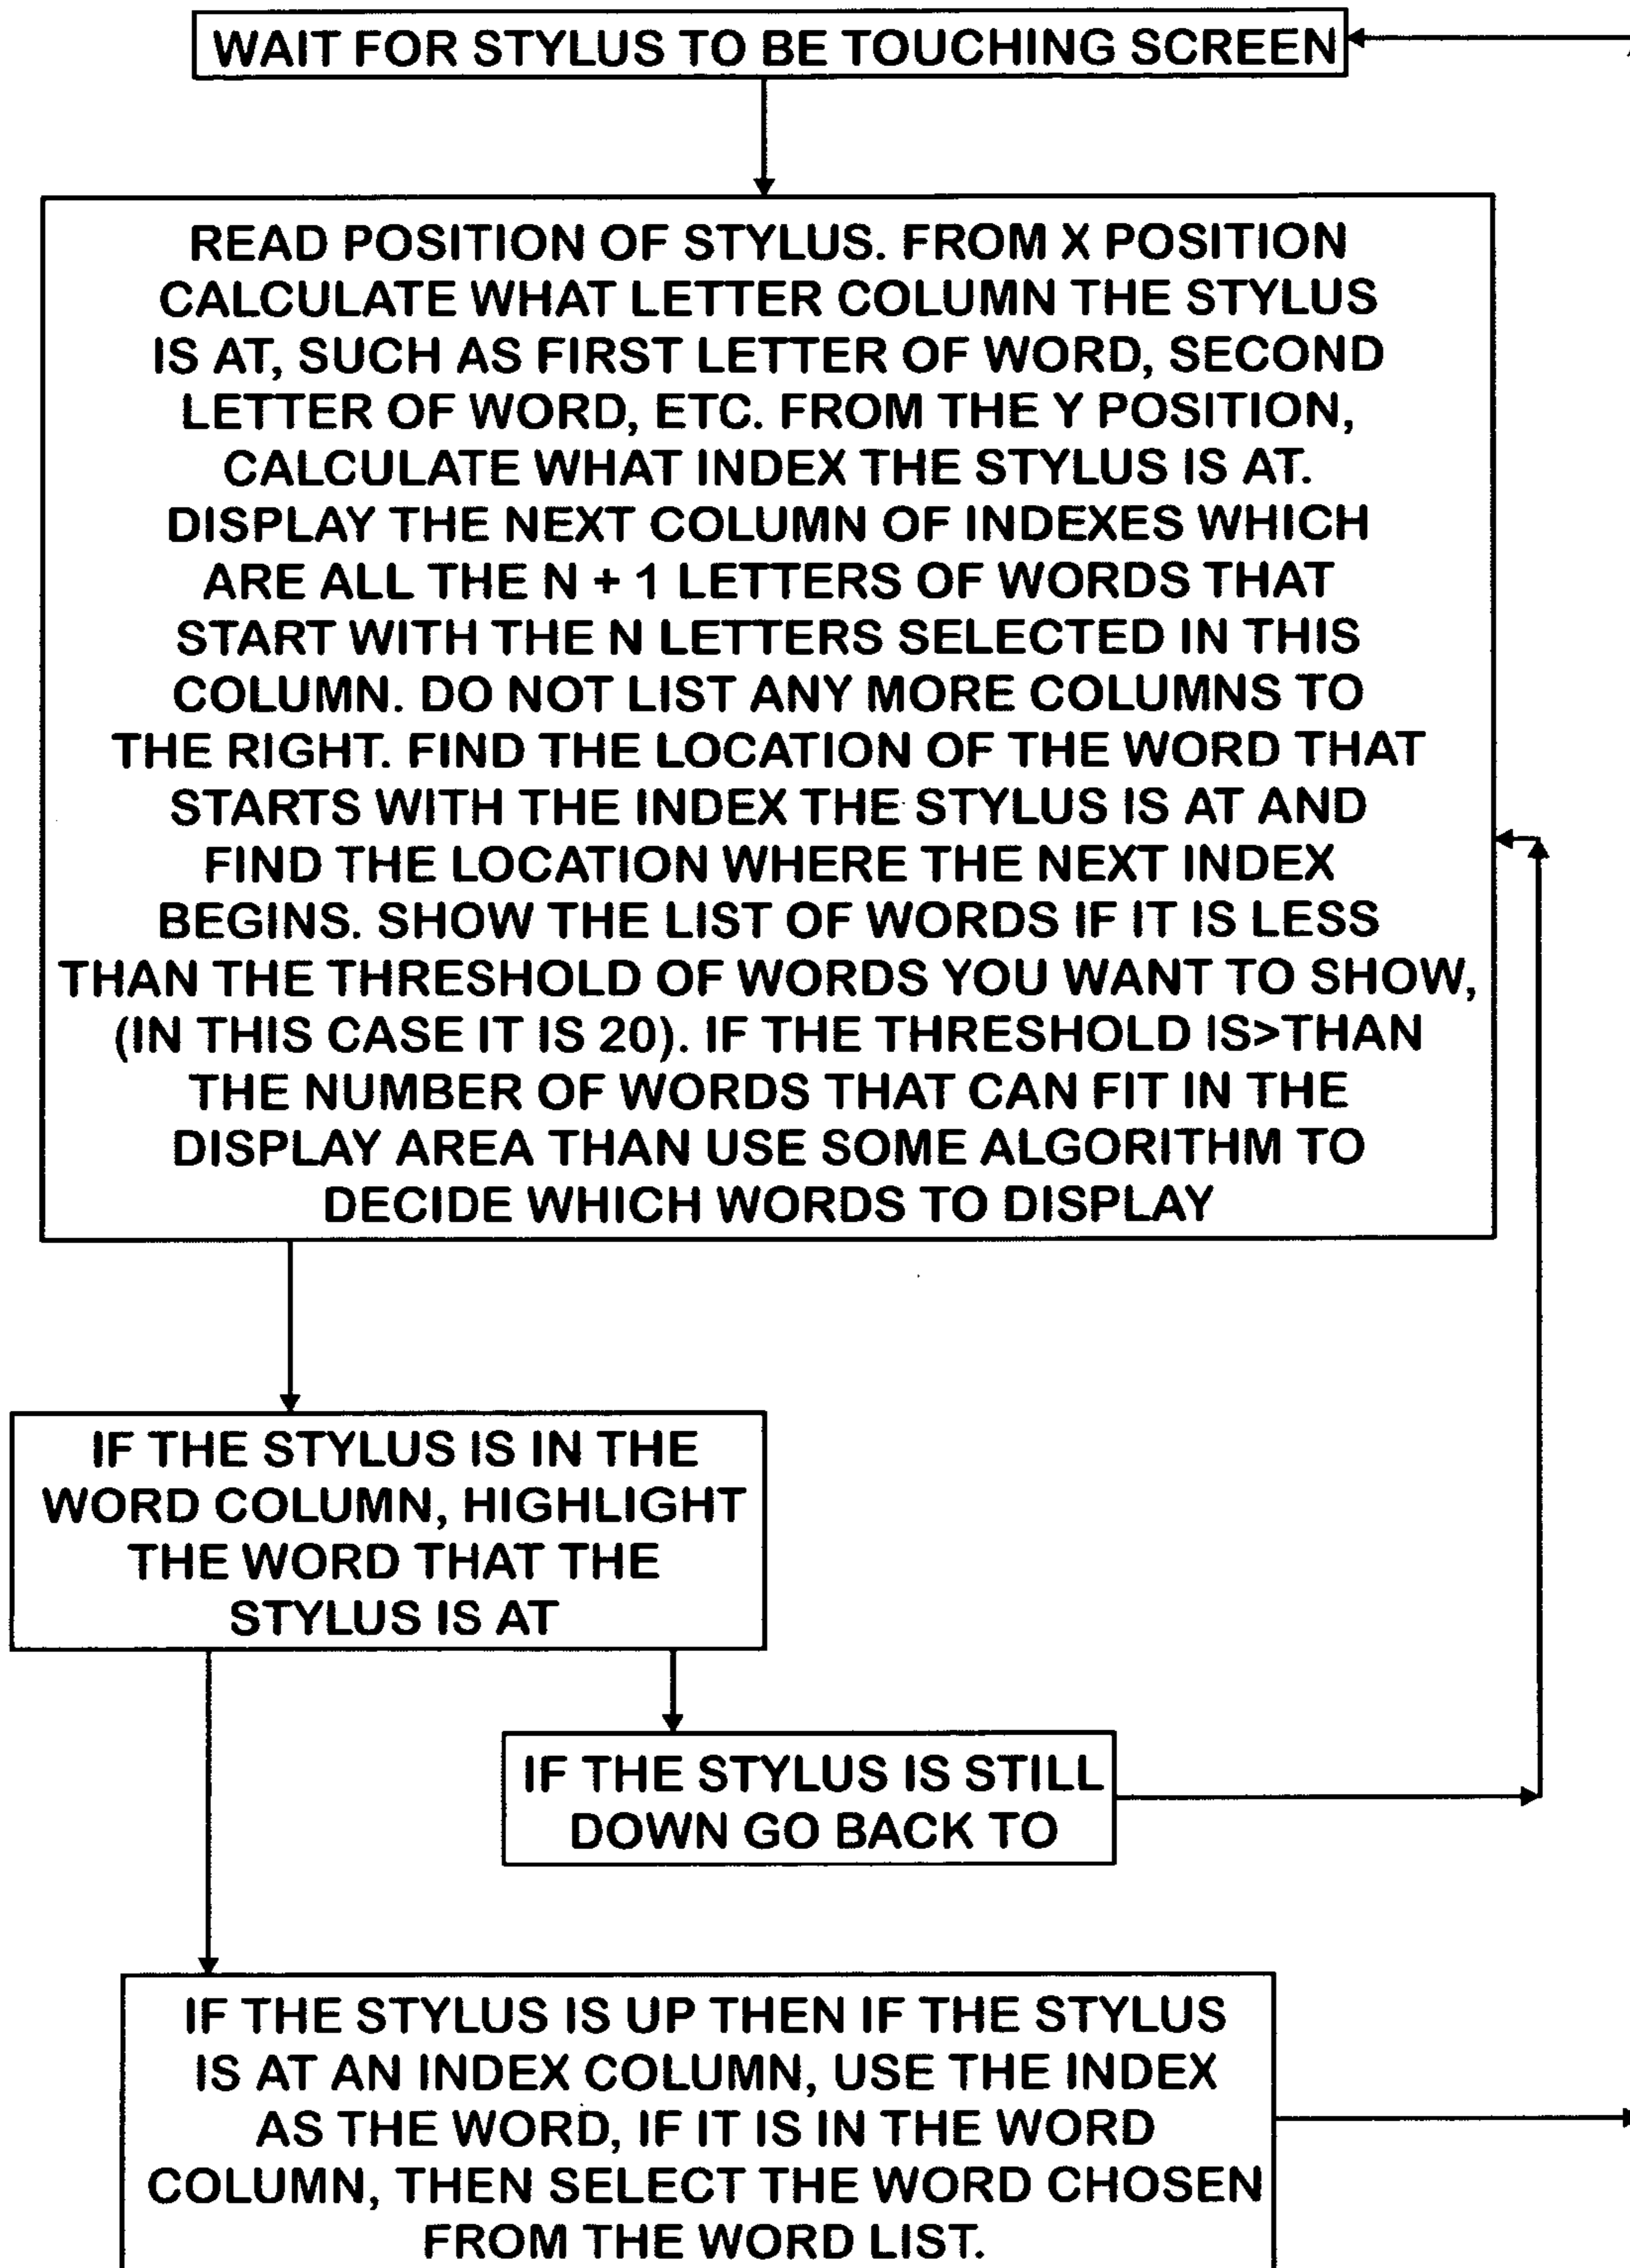 WAIT FOR STYLUS TO BE TOUCHING SCREEN
READ POSITION OF STYLUS. FROM X POSITION
CALCULATE WHAT LETTER COLUMN THE STYLUS
IS AT, SUCH AS FIRST LETTER OF WORD, SECOND
LETTER OF WORD, ETC. FROM THE Y POSITION,
CALCULATE WHAT INDEX THE STYLUS IS AT.
DISPLAY THE NEXT COLUMN OF INDEXES WHICH
ARE ALL THE N + 1 LETTERS OF WORDS THAT
START WITH THE N LETTERS SELECTED IN THIS
COLUMN. DO NOT LIST ANY MORE COLUMNS TO
THE RIGHT. FIND THE LOCATION OF THE WORD THAT
STARTS WITH THE INDEX THE STYLUS IS AT AND
FIND THE LOCATION WHERE THE NEXT INDEX
BEGINS. SHOW THE LIST OF WORDS IF IT IS LESS
THAN THE THRESHOLD OF WORDS YOU WANT TO SHOW,
(IN THIS CASE IT IS 20). IF THE THRESHOLD IS>THAN
THE NUMBER OF WORDS THAT CAN FIT IN THE
DISPLAY AREA THAN USE SOME ALGORITHM TO
DECIDE WHICH WORDS TO DISPLAY
IF THE STYLUS IS IN THE
WORD COLUMN, HIGHLIGHT
THE WORD THAT THE
STYLUS IS AT
IF THE STYLUS IS STILL
DOWN GO BACK TO
IF THE STYLUS IS UP THEN IF THE STYLUS
IS AT AN INDEX COLUMN, USE THE INDEX
AS THE WORD, IF IT IS IN THE WORD
COLUMN, THEN SELECT THE WORD CHOSEN
FROM THE WORD LIST.